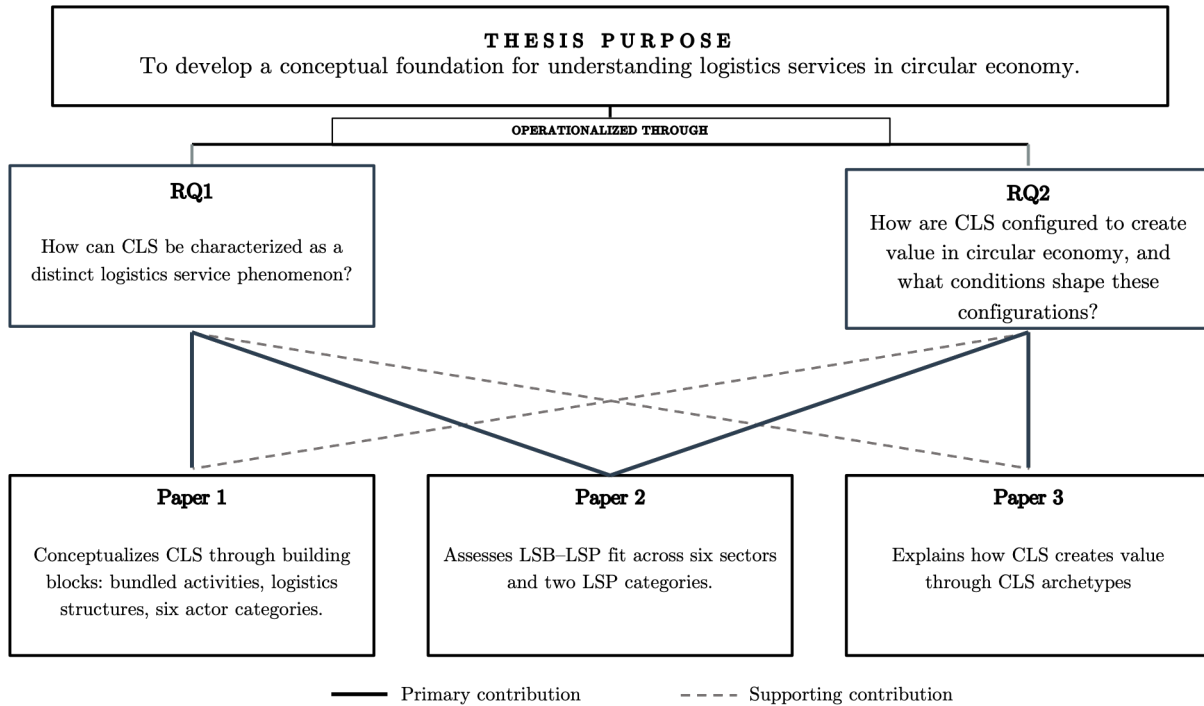 THESIS PURPOSE
To develop a conceptual foundation for understanding logistics services in circular economy.
OPERATIONALIZED THROUGH
RQ1
How can CLS be characterized as a
distinct logistics service phenomenon?
RQ2
How are CLS configured to create
value in circular economy, and
what conditions shape these
configurations?
Paper 1
Conceptualizes CLS through building
blocks: bundled activities, logistics
structures, six actor categories.
Paper 2
Assesses LSB–LSP fit across six sectors
and two LSP categories.
Paper 3
Explains how CLS creates value
through CLS archetypes
Primary contribution
Supporting contribution